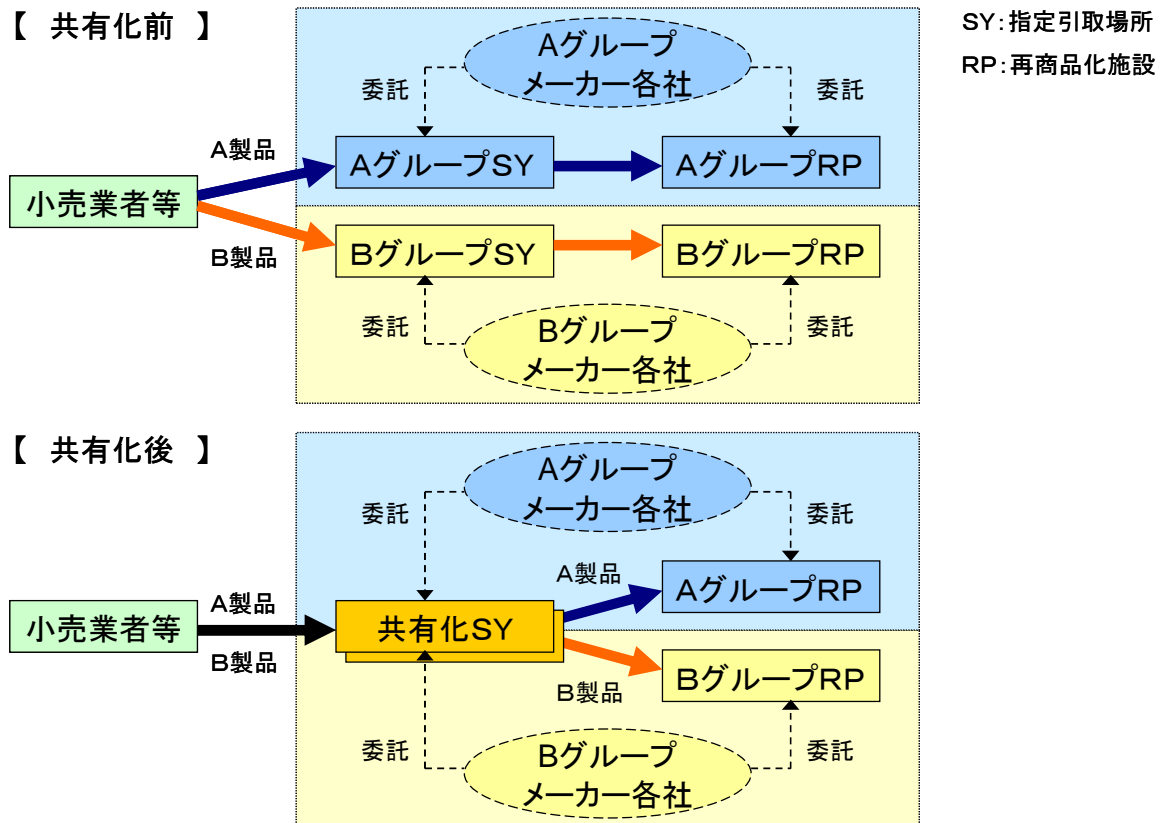 【 共有化前 】
SY:指定引取場所
RP:再商品化施設
Aグループ
メーカー各社
委託
委託
A製品
AグループSY
AグループRP
小売業者等
B製品
BグループSY
BグループRP
委託
委託
Bグループ
メーカー各社
【 共有化後 】
Aグループ
メーカー各社
委託
委託
A製品
AグループRP
A製品
小売業者等
共有化SY
B製品
B製品
BグループRP
委託
委託
Bグループ
メーカー各社